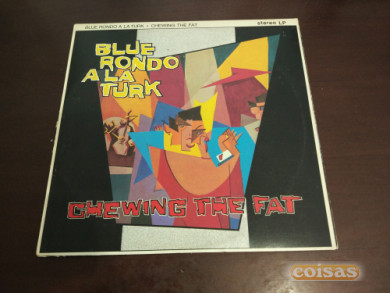 BLUE RONDO A LA TURK • CHEWING THE FAT
stereo LP
BLUE
RONDO
A LA
TURK
CHEWING THE FAT
coisas